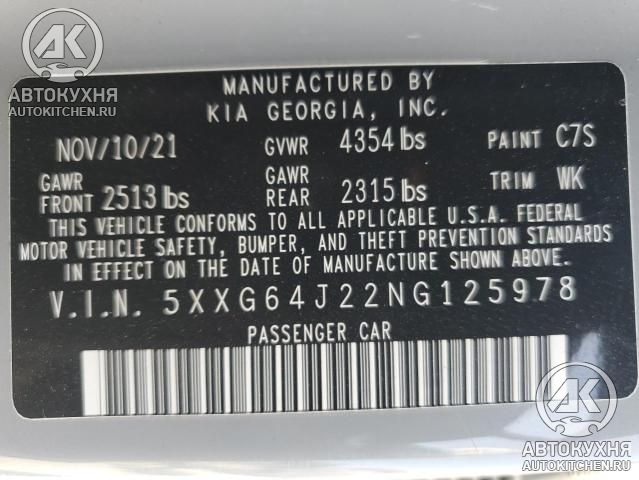 AK
АВТОКУХНЯ
AUTOKITCHEN.RU
MANUFACTURED BY
KIA GEORGIA, INC.
NOV/10/21 GVWR 4354 lbs PAINT C7S
GAWR FRONT 2513 lbs GAWR REAR 2315 lbs TRIM WK
THIS VEHICLE CONFORMS TO ALL APPLICABLE U.S.A. FEDERAL
MOTOR VEHICLE SAFETY, BUMPER, AND THEFT PREVENTION STANDARDS
IN EFFECT ON THE DATE OF MANUFACTURE SHOWN ABOVE.
V.I.N. 5XXG64J22NG125978
PASSENGER CAR
AK
АВТОКУХНЯ
AUTOKITCHEN.RU